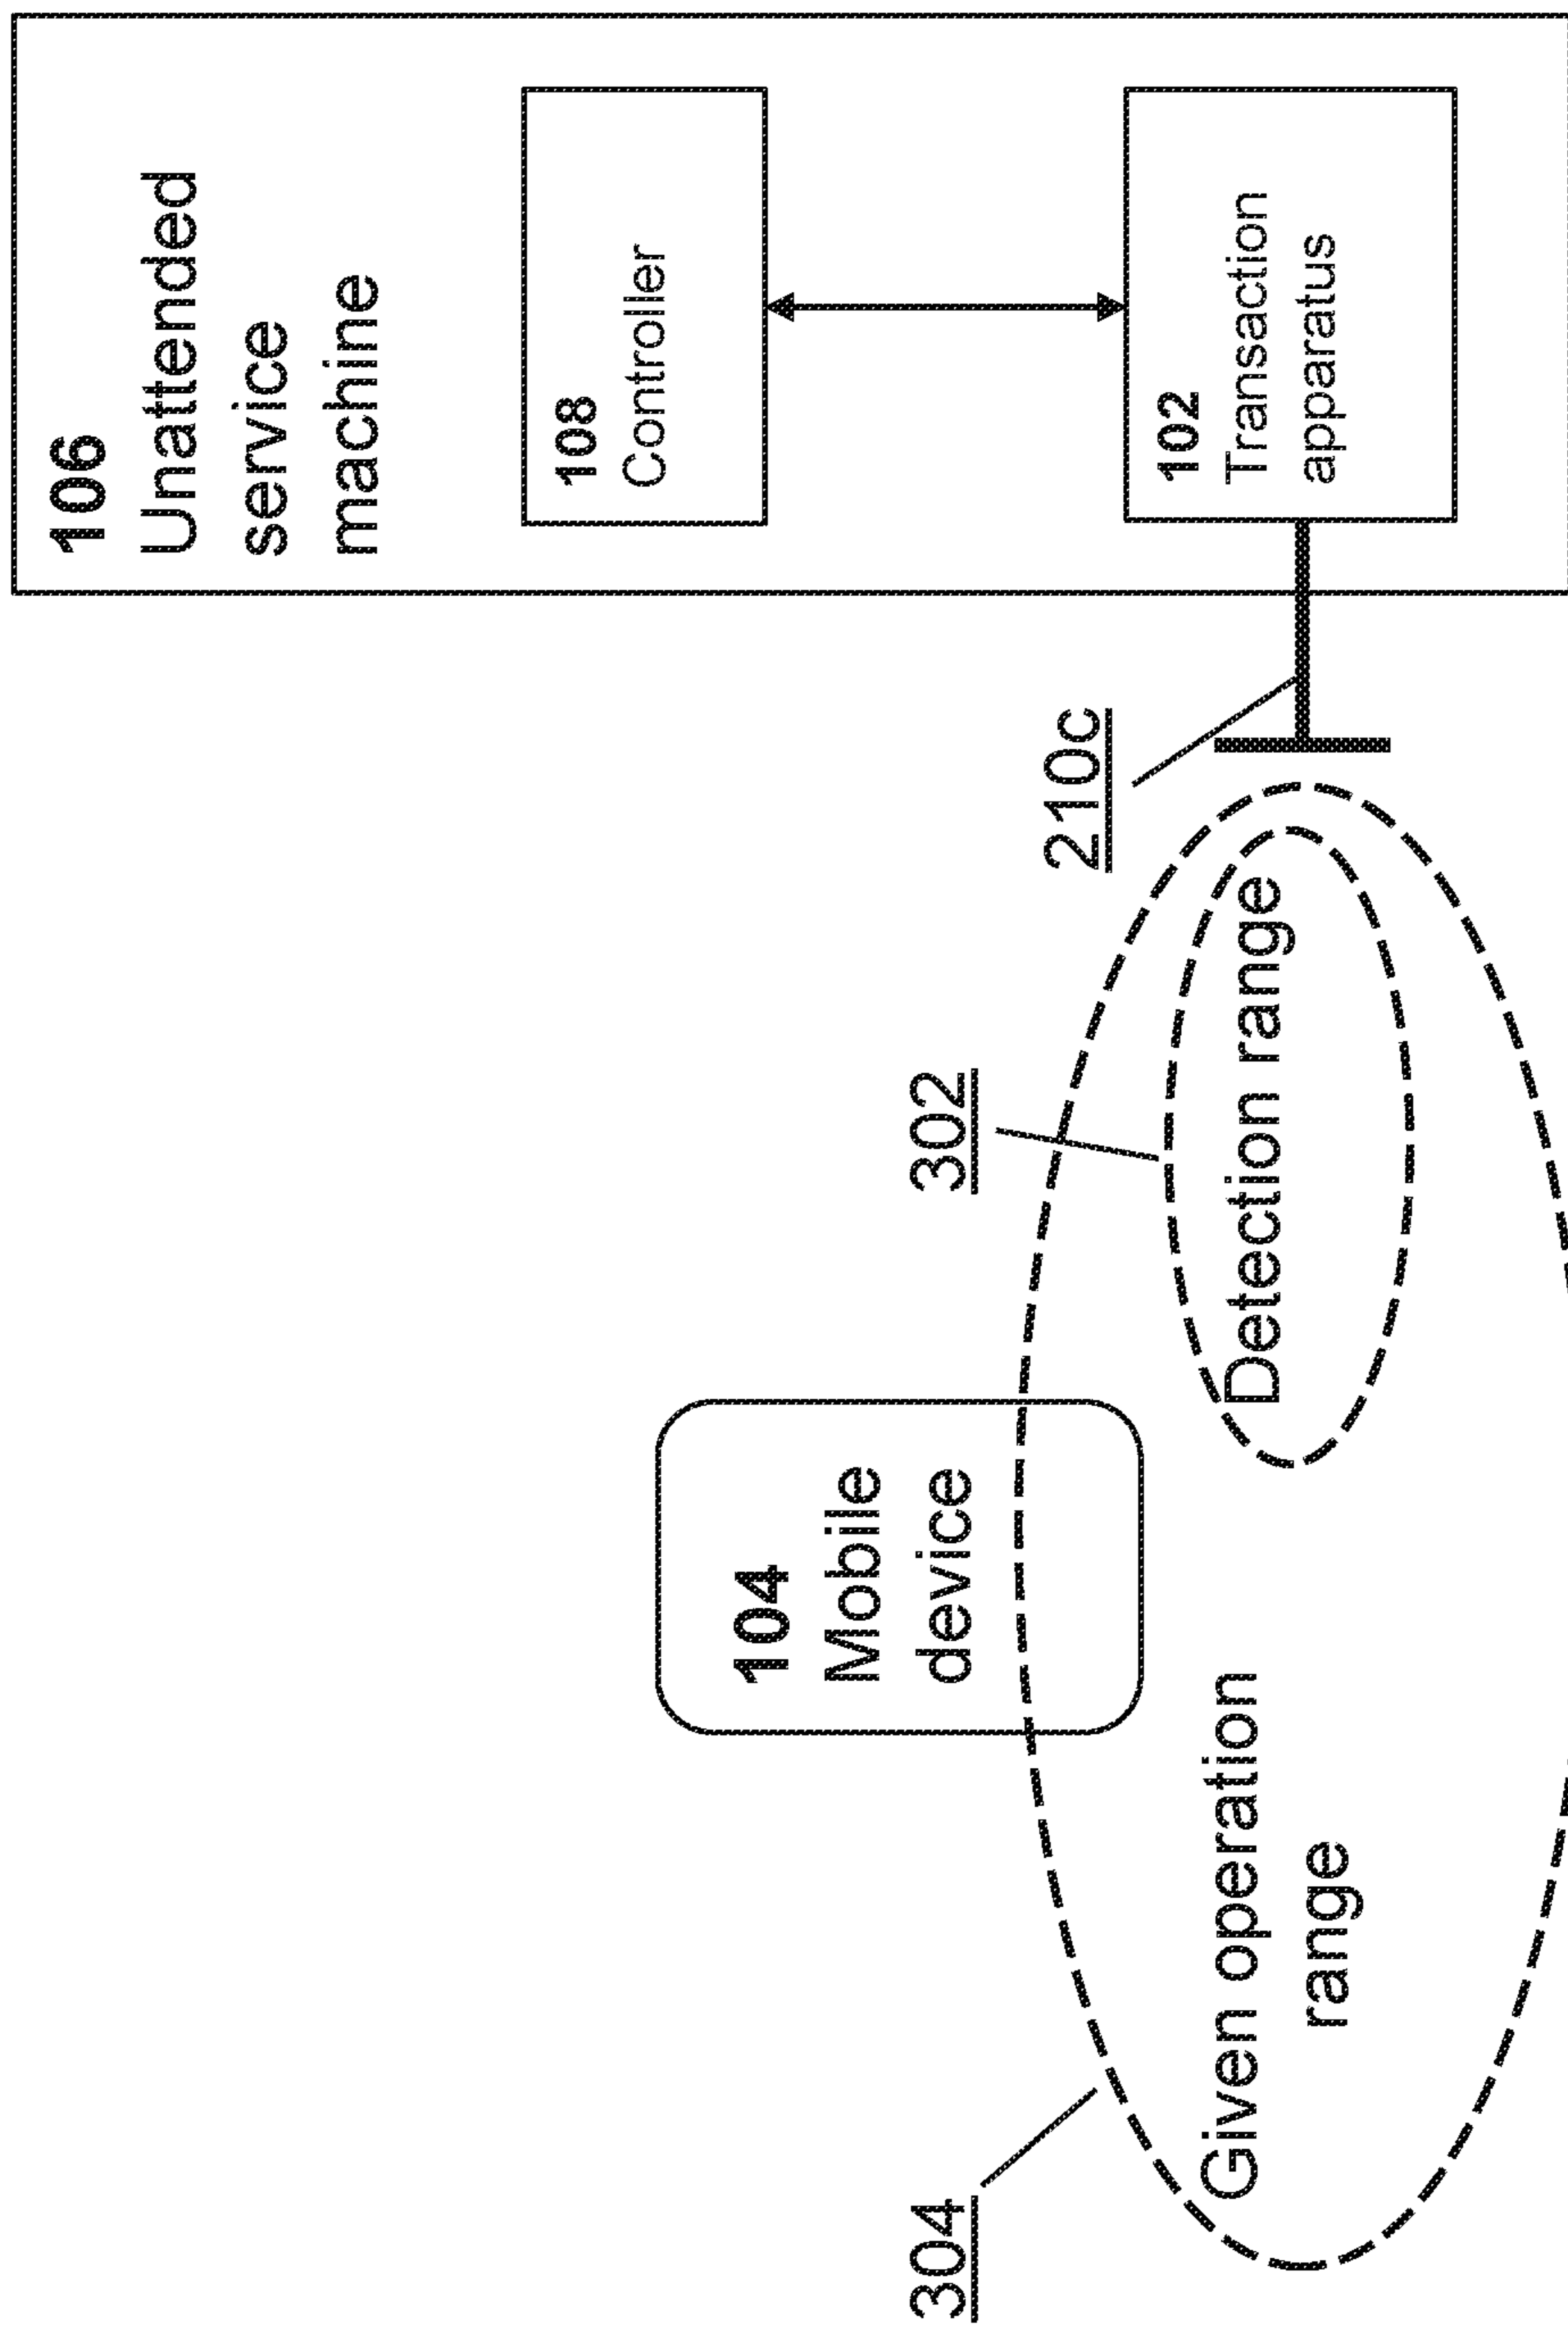 106
Unattended
service
machine
108
Controller
102
Transaction
apparatus
210c
302
Detection range
104
Mobile
device
304
Given operation
range